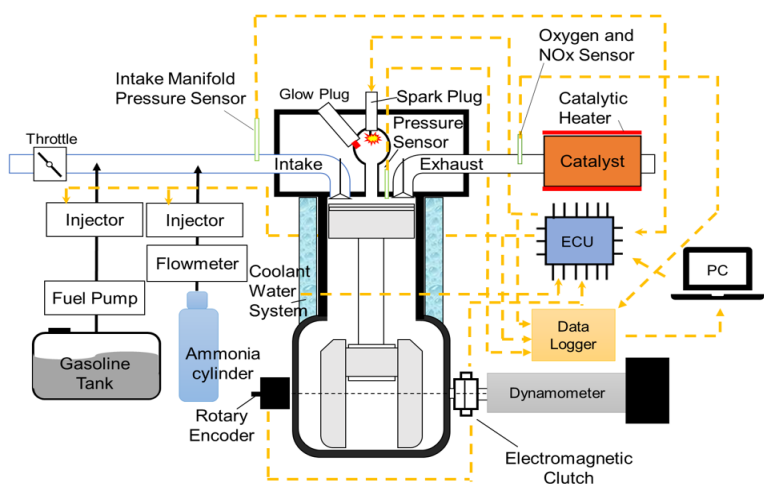 Oxygen and
NOx Sensor
Intake Manifold
Pressure Sensor
Glow Plug
Spark Plug
Catalytic
Heater
Pressure
Sensor
Throttle
Intake
Exhaust
Catalyst
Injector
Injector
ECU
Flowmeter
Coolant
Water
System
PC
Fuel Pump
Data
Logger
Gasoline
Tank
Ammonia
cylinder
Dynamometer
Rotary
Encoder
Electromagnetic
Clutch